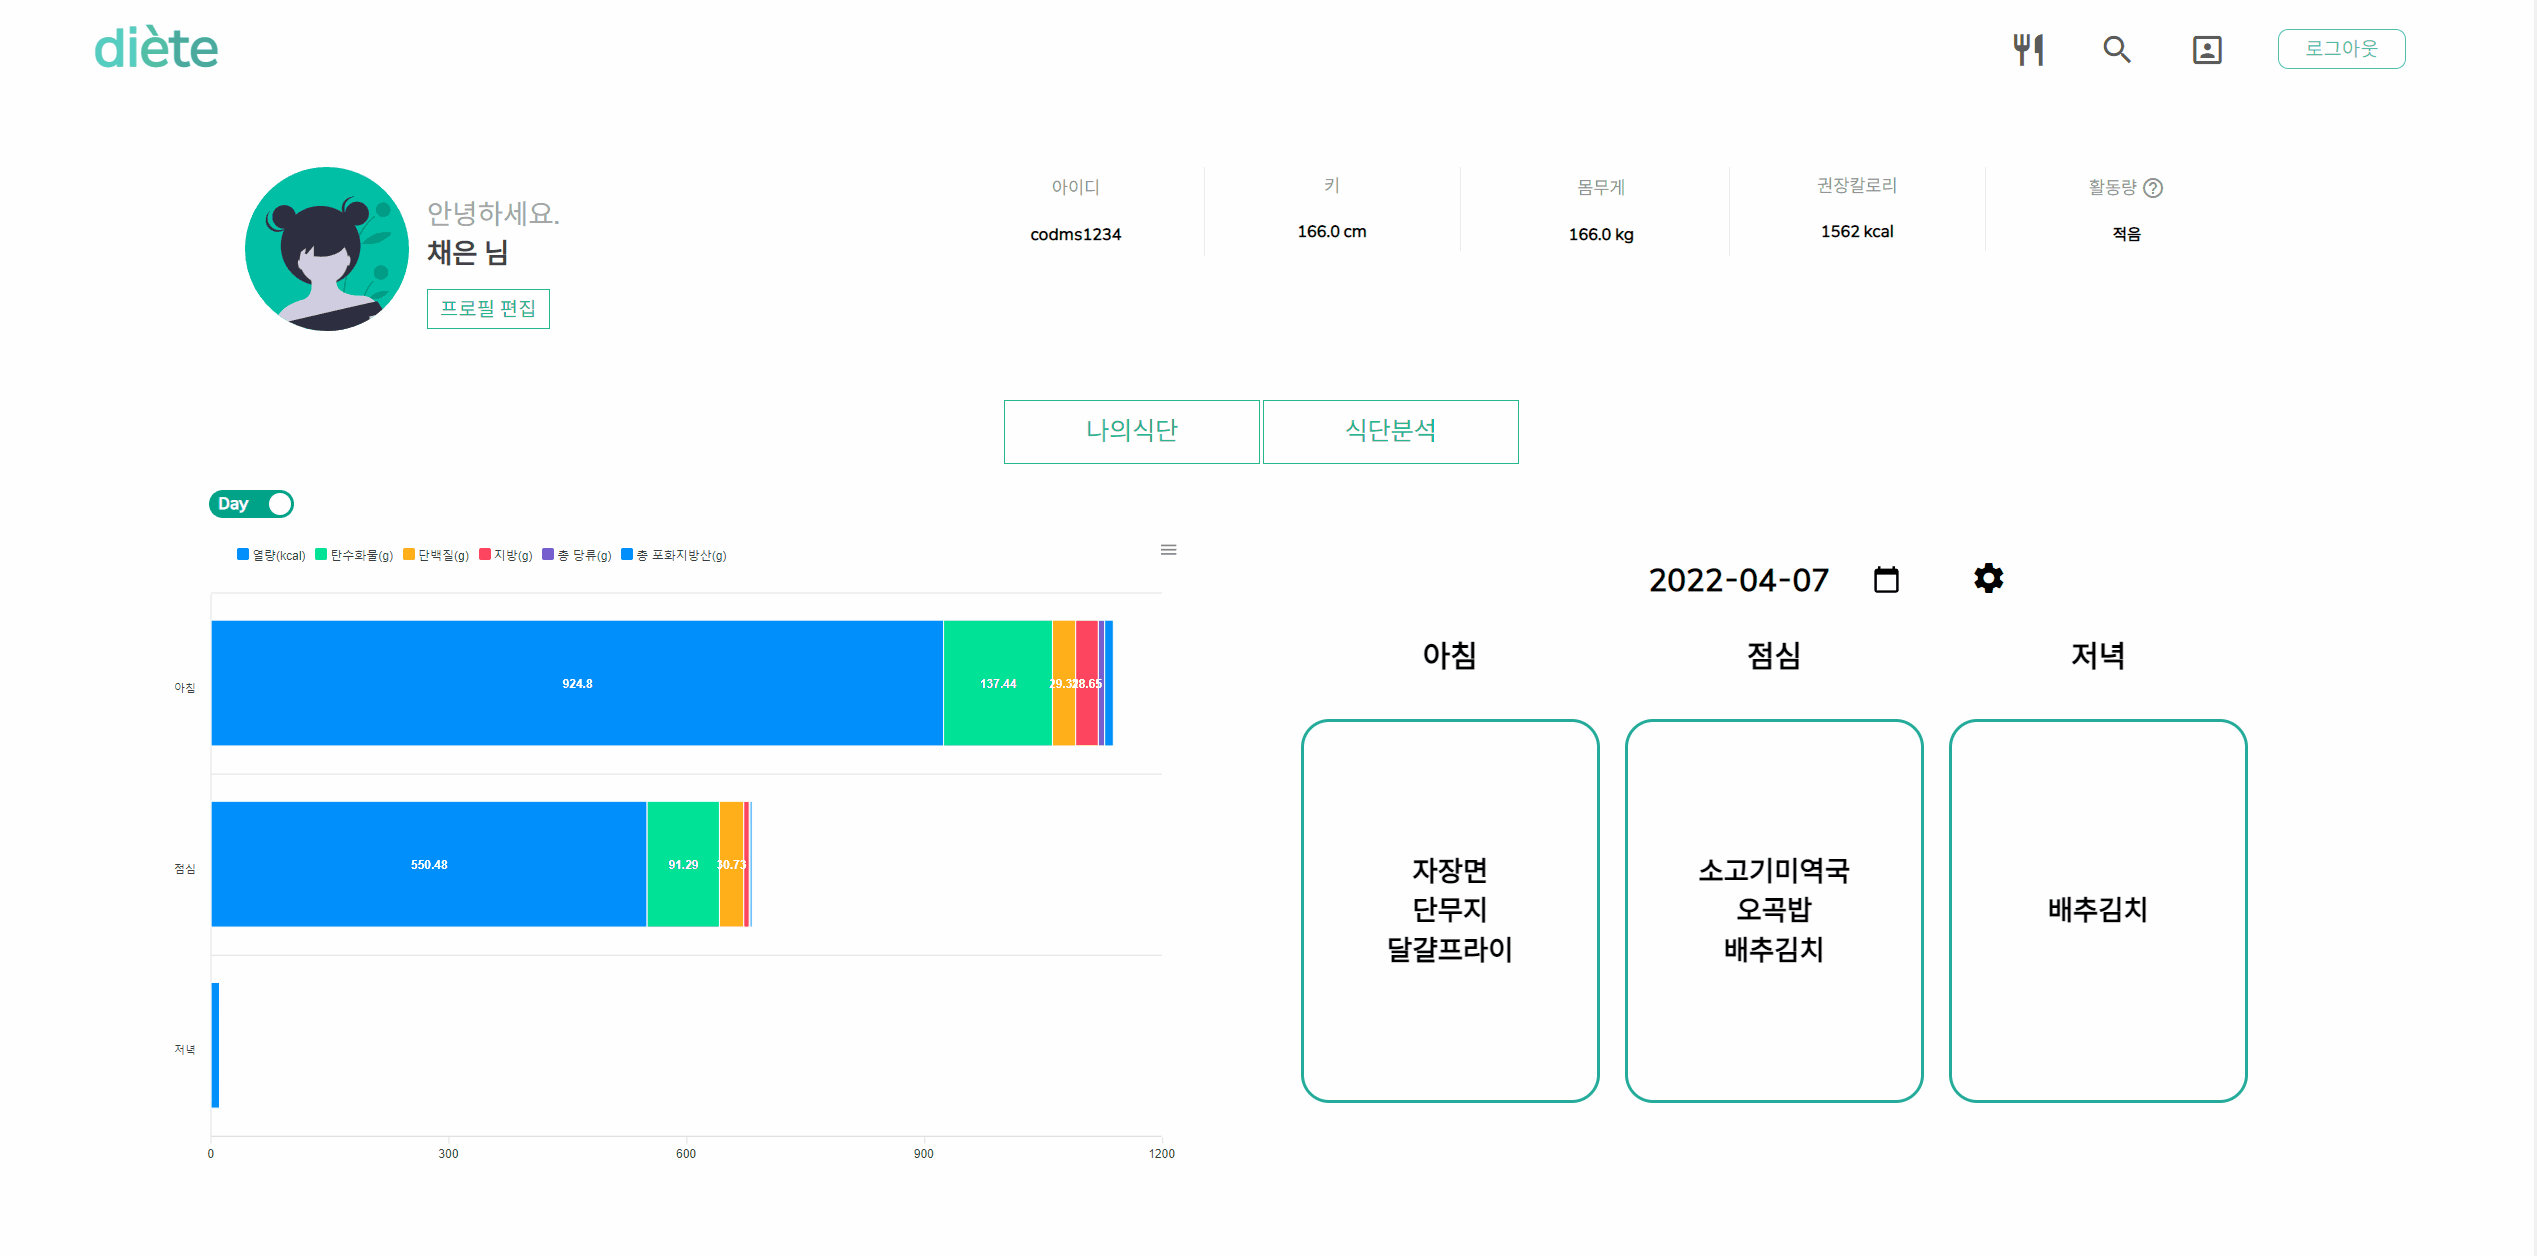 diète
로그아웃
안녕하세요.
채은 님
프로필 편집
아이디
codms1234
키
166.0 cm
몸무게
166.0 kg
권장칼로리
1562 kcal
활동량 ?
적음
나의식단
식단분석
Day
열량(kcal) 탄수화물(g) 단백질(g) 지방(g) 총 당류(g) 총 포화지방산(g)
아침
924.8 137.44 28.65
점심
550.48 91.29 30.73
저녁
0 300 600 900 1200
2022-04-07
아침
자장면
단무지
달걀프라이
점심
소고기미역국
오곡밥
배추김치
저녁
배추김치